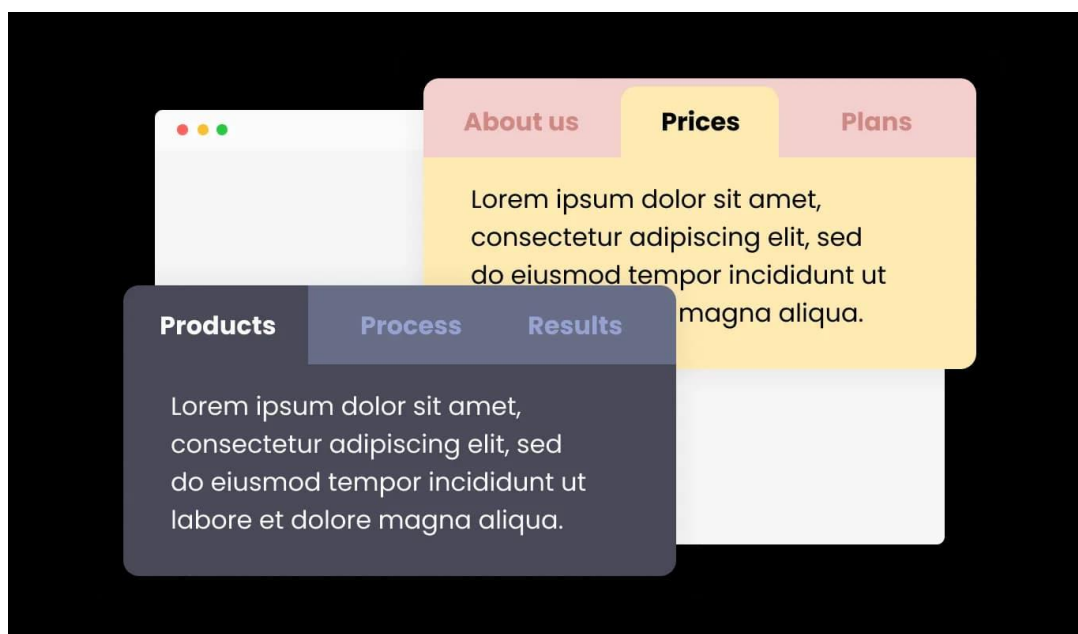 About us Prices Plans
Lorem ipsum dolor sit amet,
consectetur adipiscing elit, sed
do eiusmod tempor incididunt ut
magna aliqua.
Products Process Results
Lorem ipsum dolor sit amet,
consectetur adipiscing elit, sed
do eiusmod tempor incididunt ut
labore et dolore magna aliqua.